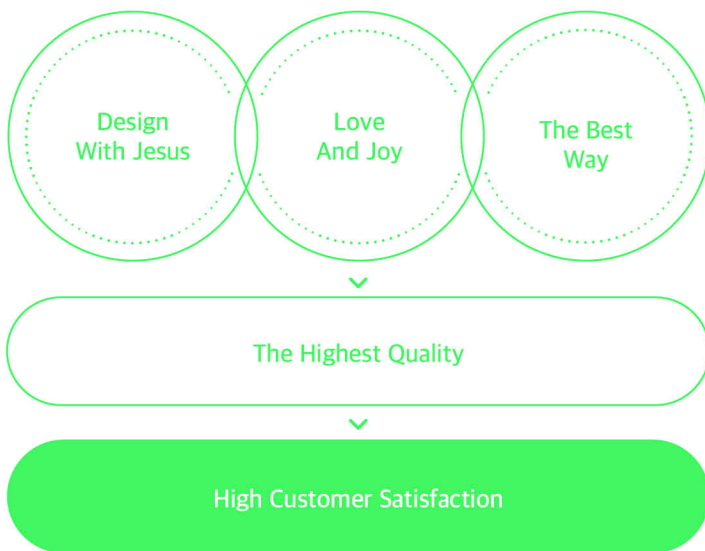 Design
With Jesus
Love
And Joy
The Best
Way
The Highest Quality
High Customer Satisfaction